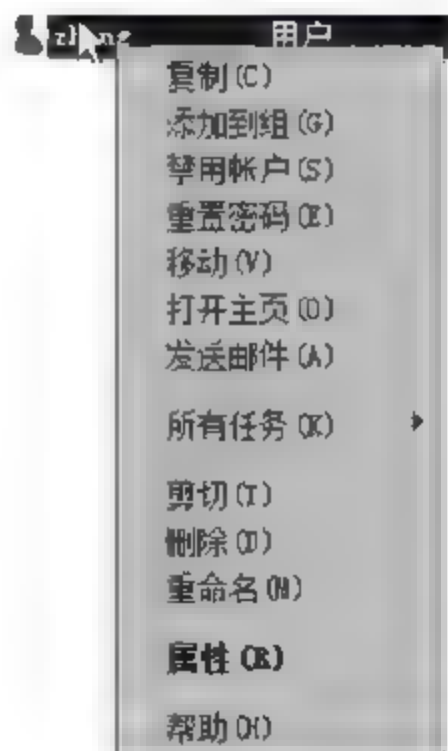 用户
复制(C)
添加到组(G)
禁用帐户(S)
重置密码(E)
移动(V)
打开主页(O)
发送邮件(A)
所有任务(K)
剪切(T)
删除(D)
重命名(M)
属性(R)
帮助(H)